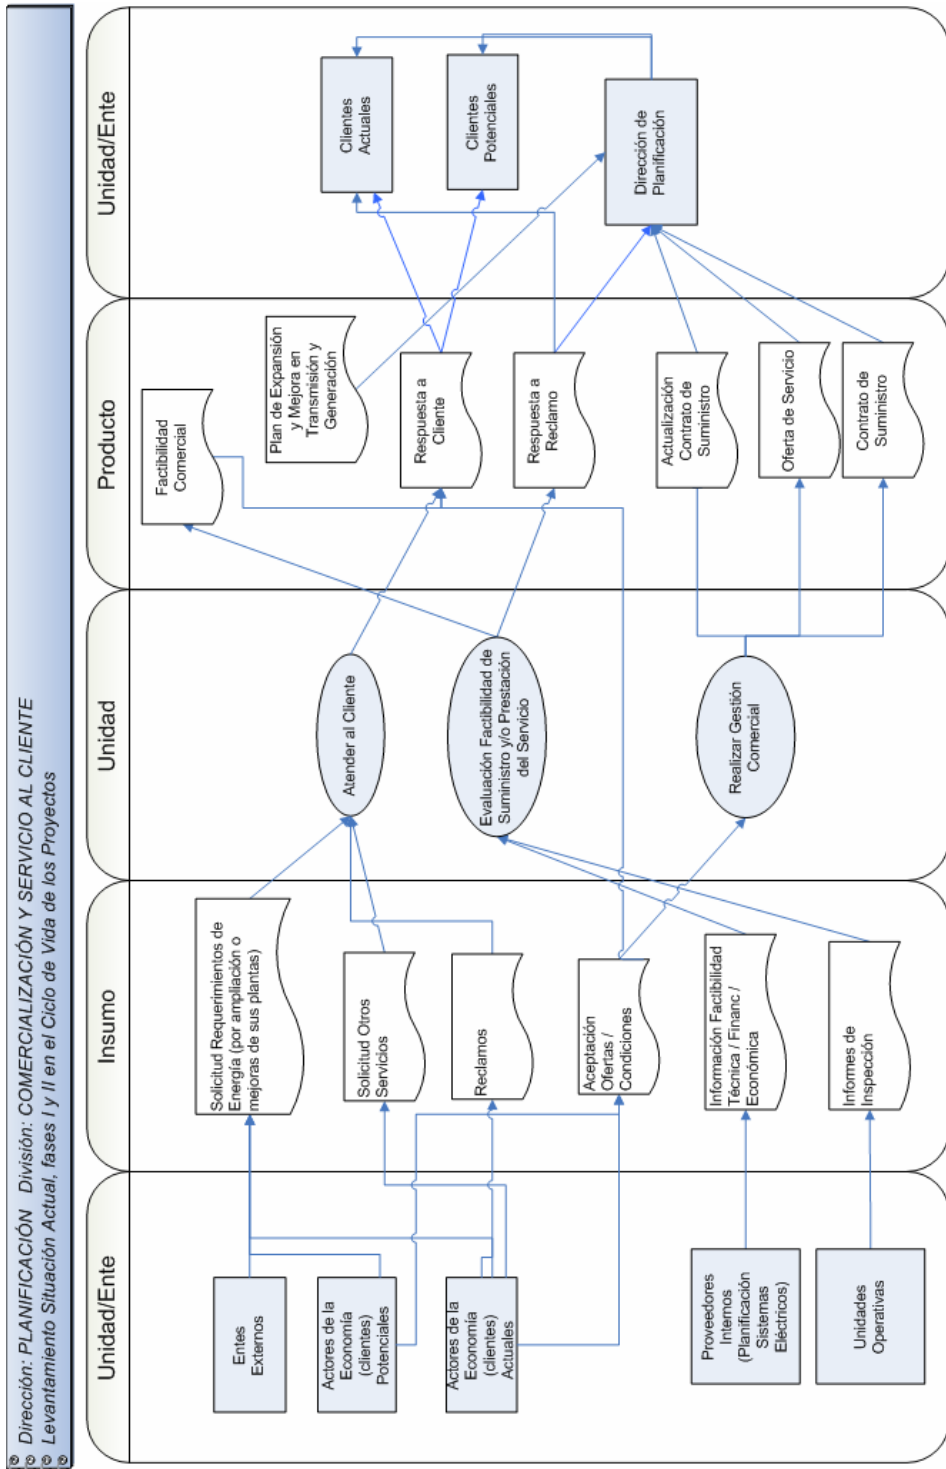 Dirección: PLANIFICACIÓN División: COMERCIALIZACIÓN Y SERVICIO AL CLIENTE
Levantamiento Situación Actual, fases I y II en el Ciclo de Vida de los Proyectos
Unidad/Ente
Insumo
Unidad
Producto
Unidad/Ente
Entes
Externos
Actores de la
Economía
(clientes)
Potenciales
Actores de la
Economía
(clientes)
Actuales
Proveedores
Internos
(Planificación
Sistemas
Eléctricos)
Unidades
Operativas
Solicitud Requerimientos de
Energía (por ampliación o
mejoras de sus plantas)
Solicitud Otros
Servicios
Reclamos
Aceptación
Ofertas /
Condiciones
Información Factibilidad
Técnica / Financ /
Económica
Informes de
Inspección
Atender al Cliente
Evaluación Factibilidad de
Suministro y/o Prestación
del Servicio
Realizar Gestión
Comercial
Factibilidad
Comercial
Plan de Expansión
y Mejora en
Transmisión y
Generación
Respuesta a
Cliente
Respuesta a
Reclamo
Actualización
Contrato de
Suministro
Oferta de Servicio
Contrato de
Suministro
Clientes
Actuales
Clientes
Potenciales
Dirección de
Planificación